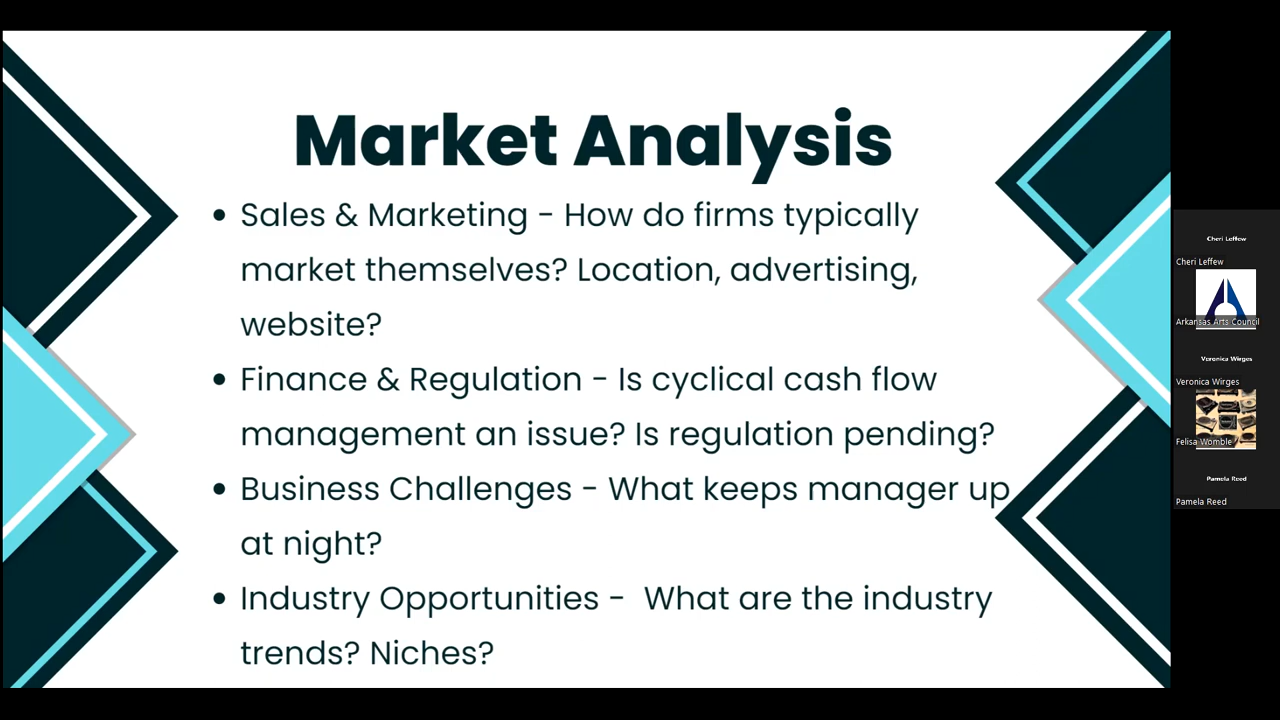 Market Analysis
• Sales & Marketing - How do firms typically
market themselves? Location, advertising,
website?
• Finance & Regulation - Is cyclical cash flow
management an issue? Is regulation pending?
• Business Challenges - What keeps manager up
at night?
• Industry Opportunities -  What are the industry
trends? Niches?
Cheri Leffew
Cheri Leffew
Arkansas Arts Council
Veronica Wirges
Veronica Wirges
Felisa Womble
Pamela Reed
Pamela Reed